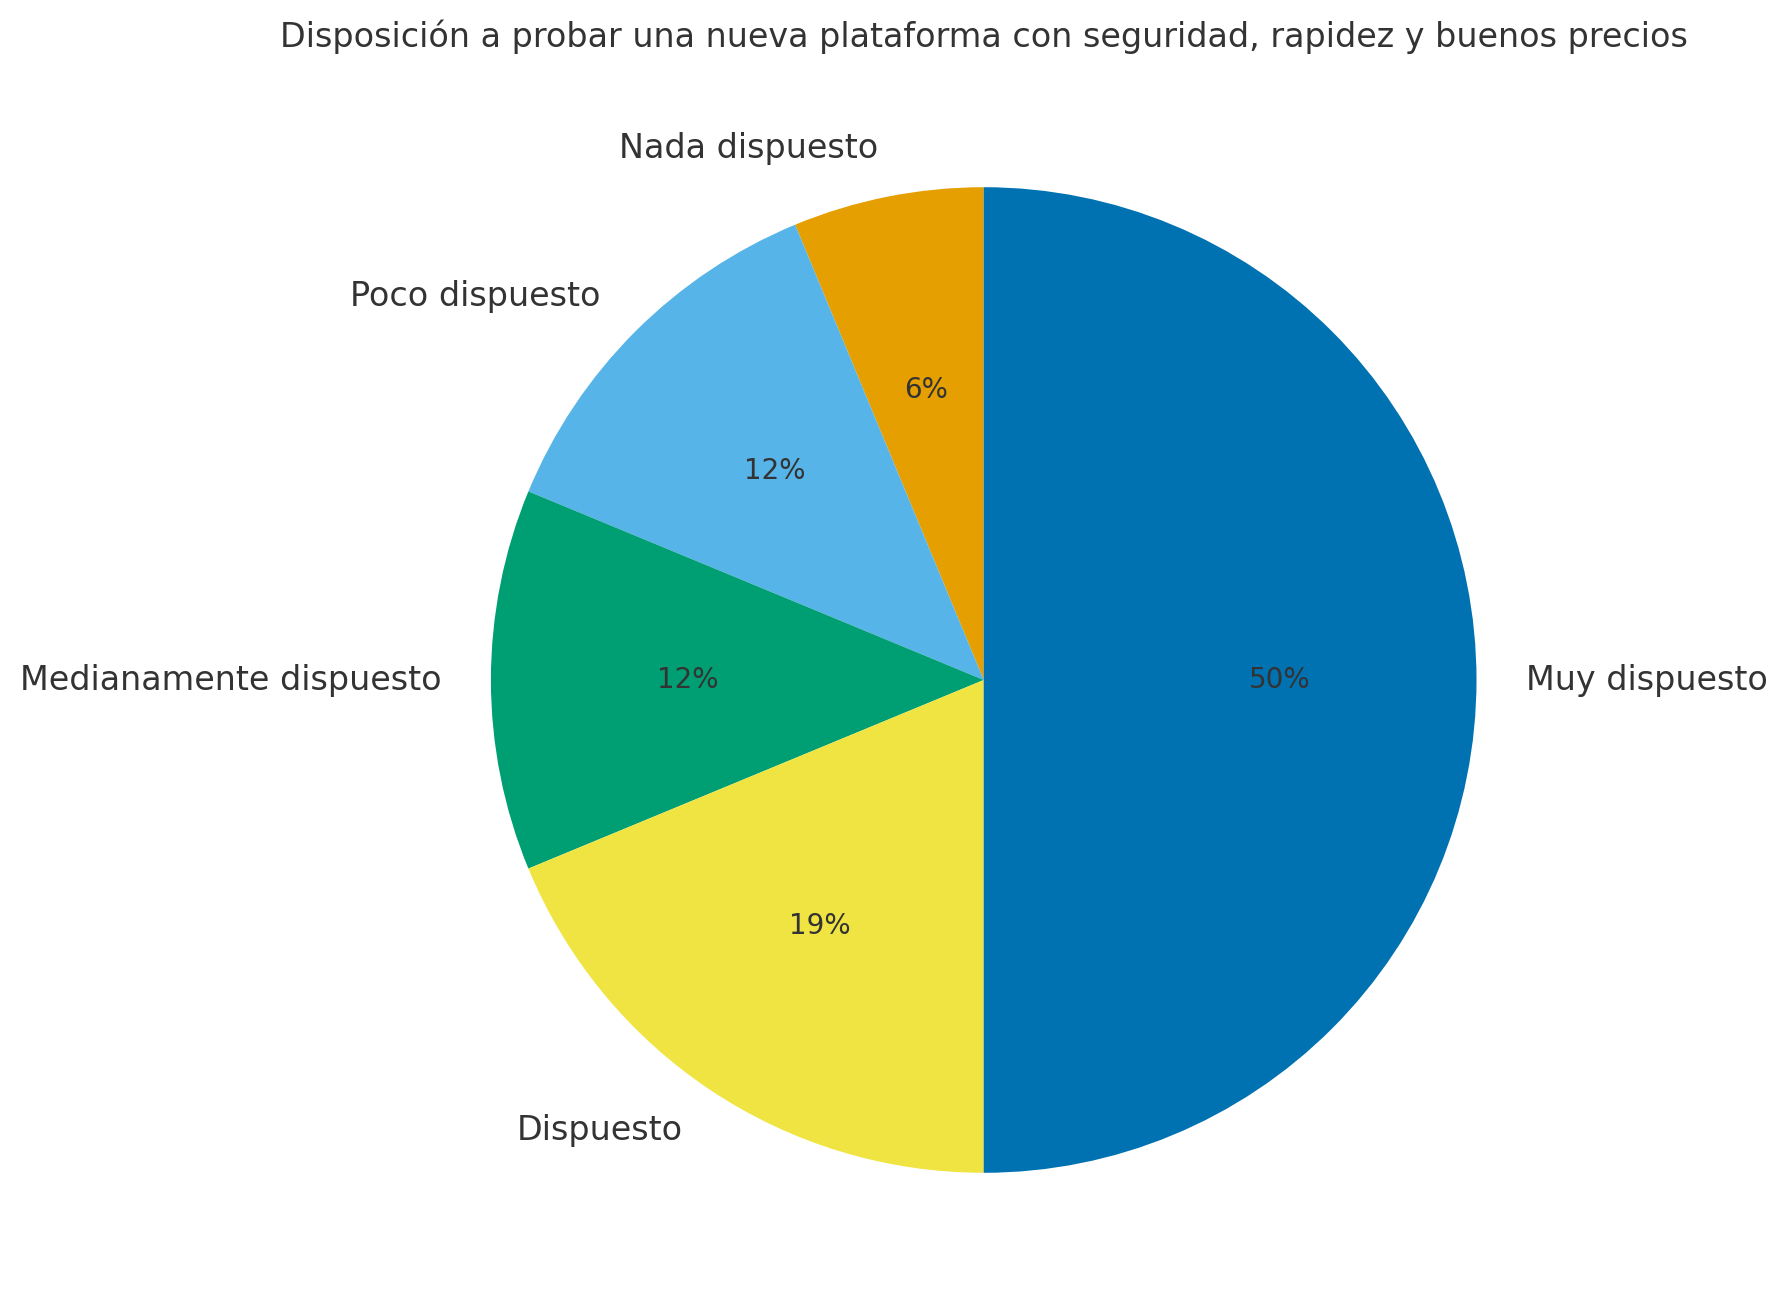 Disposición a probar una nueva plataforma con seguridad, rapidez y buenos precios
Nada dispuesto
Poco dispuesto
6%
12%
Medianamente dispuesto
12%
50%
Muy dispuesto
19%
Dispuesto